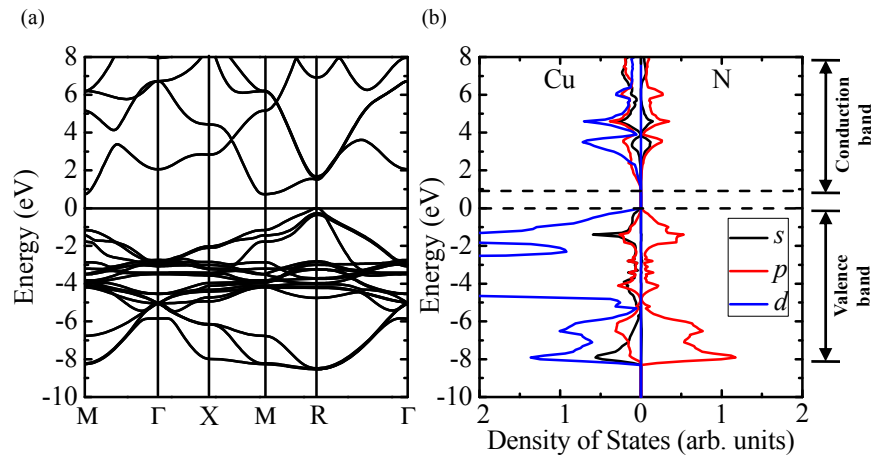 (a)
(b)
8
6
4
2
0
-2
-4
-6
-8
-10
Energy (eV)
M Γ X M R Γ
8
6
4
2
0
-2
-4
-6
-8
-10
Energy (eV)
Cu N
s
p
d
2 1 0 1 2
Density of States (arb. units)
Conduction
band
Valence
band